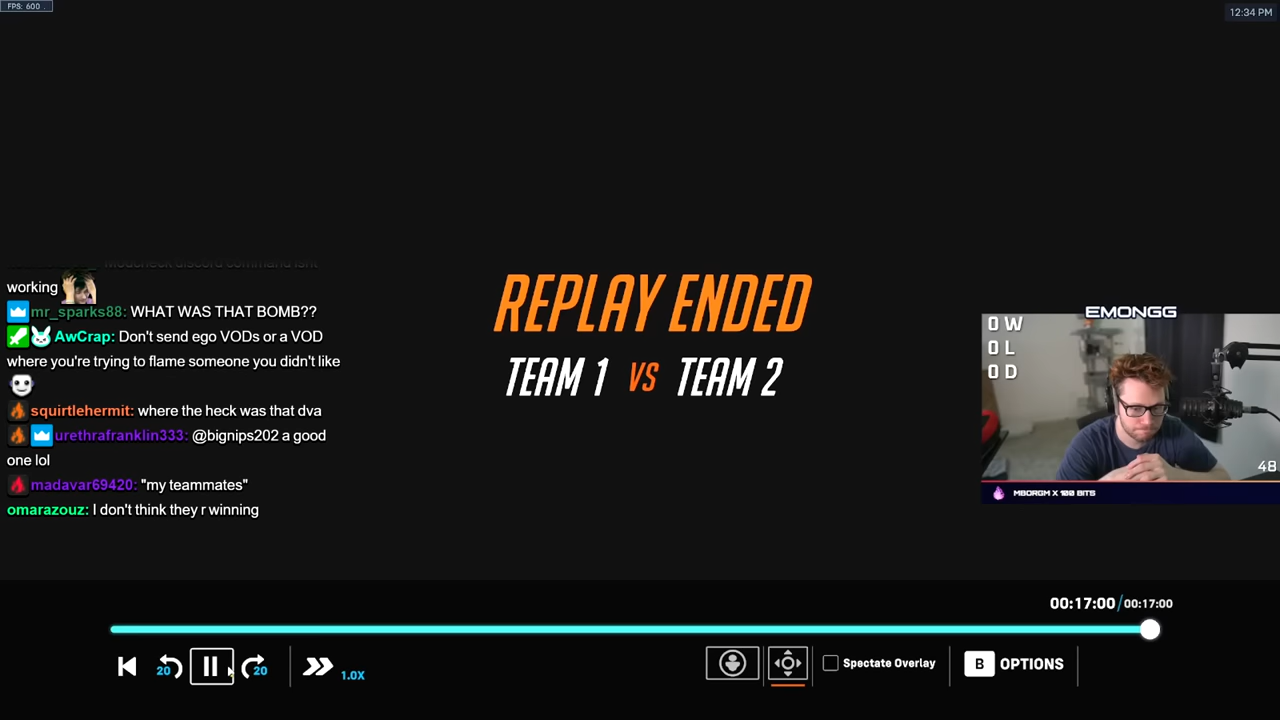 FPS: 600
12:34 PM
working
mr_sparks88: WHAT WAS THAT BOMB??
AwCrap: Don't send ego VODs or a VOD
where you're trying to flame someone you didn't like
squirtlehermit: where the heck was that dva
urethrafranklin333: @bignips202 a good
one lol
madavar69420: "my teammates"
omarazouz: I don't think they r winning
REPLAY ENDED
TEAM 1 VS TEAM 2
EMONGG
0 W
0 L
0 D
48
MBORGM X 100 BITS
00:17:00/00:17:00
20
20
1.0X
Spectate Overlay
B OPTIONS